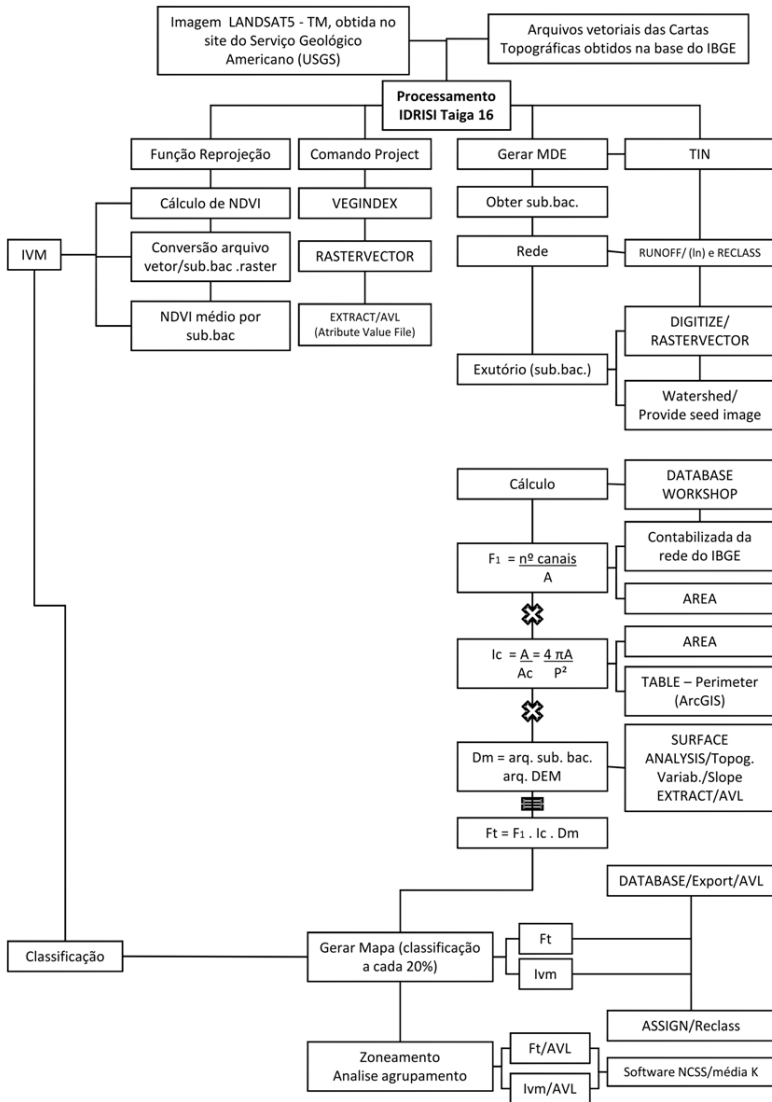 Imagem LANDSAT5 - TM, obtida no
site do Serviço Geológico
Americano (USGS)
Arquivos vetoriais das Cartas
Topográficas obtidos na base do IBGE
Processamento
IDRISI Taiga 16
Função Reprojeção
Comando Project
Gerar MDE
TIN
Cálculo de NDVI
VEGINDEX
Obter sub.bac.
IVM
Conversão arquivo
vetor/sub.bac .raster
RASTERVECTOR
Rede
RUNOFF/ (ln) e RECLASS
NDVI médio por
sub.bac
EXTRACT/AVL
(Atribute Value File)
DIGITIZE/
RASTERVECTOR
Exutório (sub.bac.)
Watershed/
Provide seed image
Cálculo
DATABASE
WORKSHOP
F1 = nº canais
A
Contabilizada da
rede do IBGE
AREA
Ic = A = 4 πA
Ac P²
AREA
TABLE – Perimeter
(ArcGIS)
Dm = arq. sub. bac.
arq. DEM
SURFACE
ANALYSIS/Topog.
Variab./Slope
EXTRACT/AVL
Ft = F1 . Ic . Dm
DATABASE/Export/AVL
Classificação
Gerar Mapa (classificação
a cada 20%)
Ft
Ivm
ASSIGN/Reclass
Zoneamento
Analise agrupamento
Ft/AVL
Ivm/AVL
Software NCSS/média K